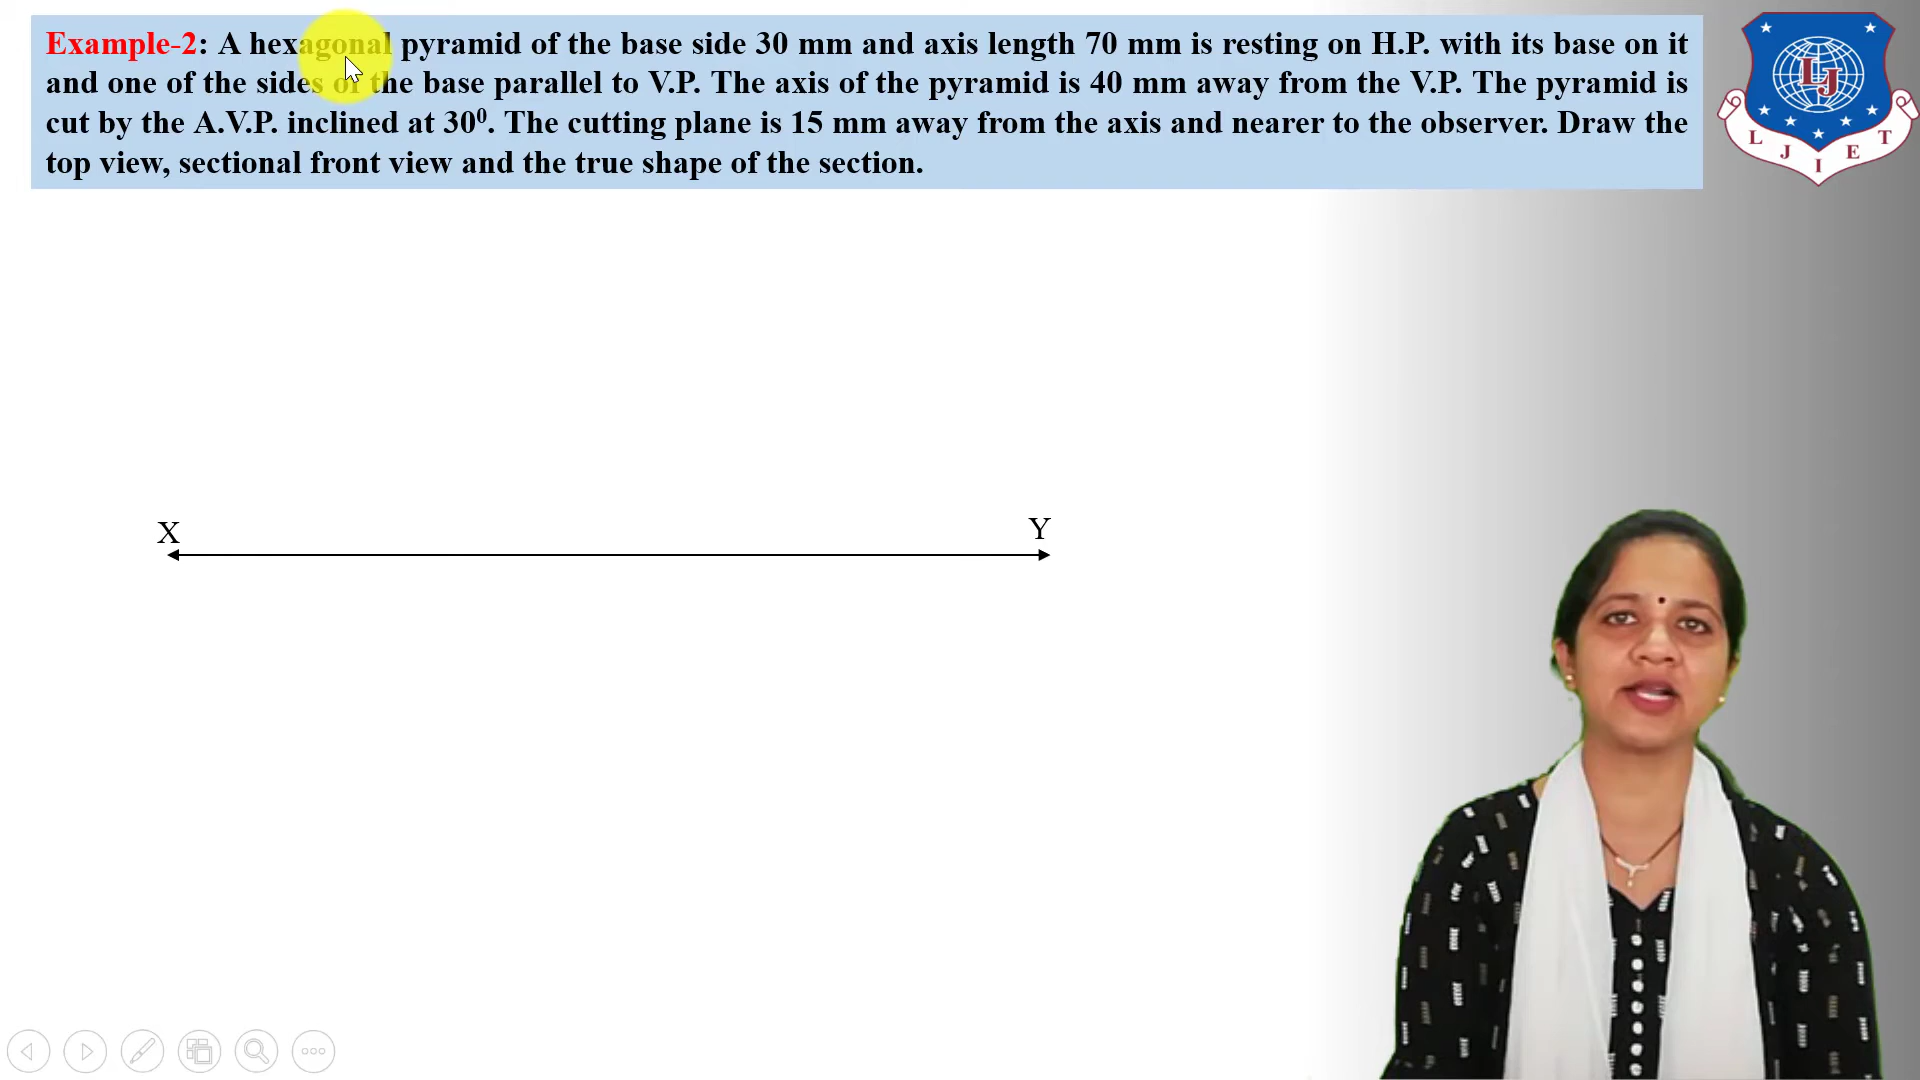 Example-2: A hexagonal pyramid of the base side 30 mm and axis length 70 mm is resting on H.P. with its base on it
and one of the sides of the base parallel to V.P. The axis of the pyramid is 40 mm away from the V.P. The pyramid is
cut by the A.V.P. inclined at 30⁰. The cutting plane is 15 mm away from the axis and nearer to the observer. Draw the
top view, sectional front view and the true shape of the section.
LJ
L J I E T
X
Y